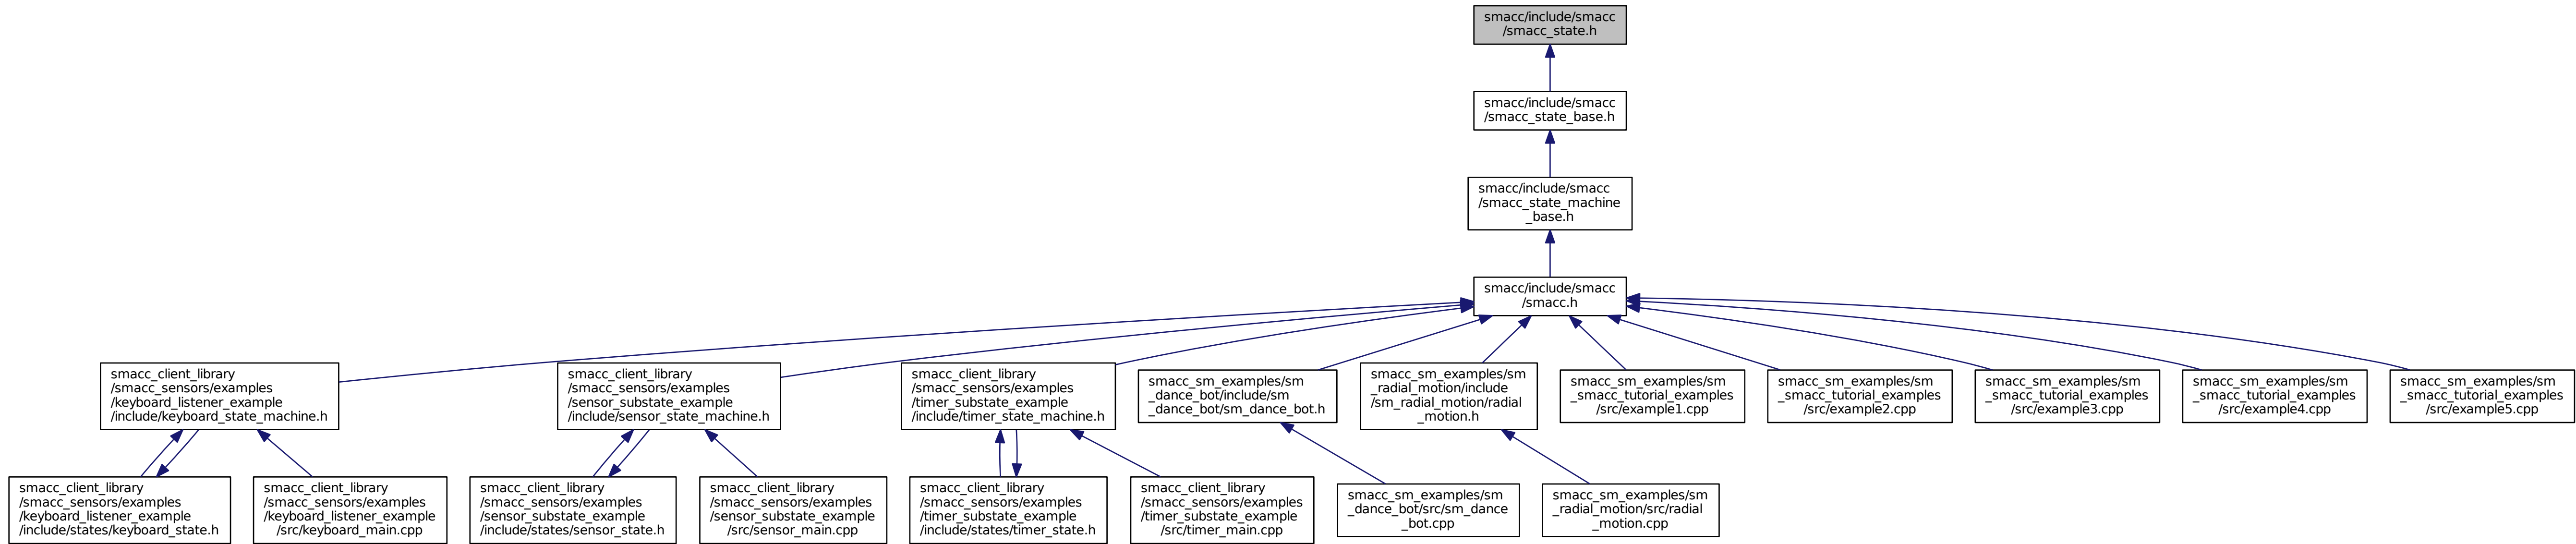 smacc/include/smacc
/smacc_state.h
smacc/include/smacc
/smacc_state_base.h
smacc/include/smacc
/smacc_state_machine
_base.h
smacc/include/smacc
/smacc.h
smacc_client_library
/smacc_sensors/examples
/keyboard_listener_example
/include/keyboard_state_machine.h
smacc_client_library
/smacc_sensors/examples
/sensor_substate_example
/include/sensor_state_machine.h
smacc_client_library
/smacc_sensors/examples
/timer_substate_example
/include/timer_state_machine.h
smacc_sm_examples/sm
_dance_bot/include/sm
_dance_bot/sm_dance_bot.h
smacc_sm_examples/sm
_radial_motion/include
/sm_radial_motion/radial
_motion.h
smacc_sm_examples/sm
_smacc_tutorial_examples
/src/example1.cpp
smacc_sm_examples/sm
_smacc_tutorial_examples
/src/example2.cpp
smacc_sm_examples/sm
_smacc_tutorial_examples
/src/example3.cpp
smacc_sm_examples/sm
_smacc_tutorial_examples
/src/example4.cpp
smacc_sm_examples/sm
_smacc_tutorial_examples
/src/example5.cpp
smacc_client_library
/smacc_sensors/examples
/keyboard_listener_example
/include/states/keyboard_state.h
smacc_client_library
/smacc_sensors/examples
/keyboard_listener_example
/src/keyboard_main.cpp
smacc_client_library
/smacc_sensors/examples
/sensor_substate_example
/include/states/sensor_state.h
smacc_client_library
/smacc_sensors/examples
/sensor_substate_example
/src/sensor_main.cpp
smacc_client_library
/smacc_sensors/examples
/timer_substate_example
/include/states/timer_state.h
smacc_client_library
/smacc_sensors/examples
/timer_substate_example
/src/timer_main.cpp
smacc_sm_examples/sm
_dance_bot/src/sm_dance
_bot.cpp
smacc_sm_examples/sm
_radial_motion/src/radial
_motion.cpp